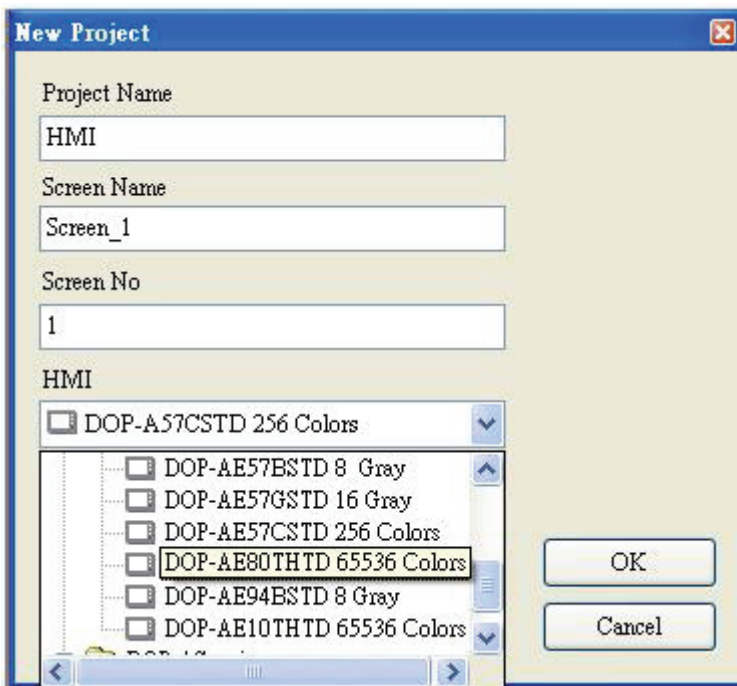 New Project
Project Name
HMI
Screen Name
Screen_1
Screen No
1
HMI
DOP-A57CSTD 256 Colors
DOP-AE57BSTD 8 Gray
DOP-AE57GSTD 16 Gray
DOP-AE57CSTD 256 Colors
DOP-AE80THTD 65536 Colors
DOP-AE94BSTD 8 Gray
DOP-AE10THTD 65536 Colors
OK
Cancel